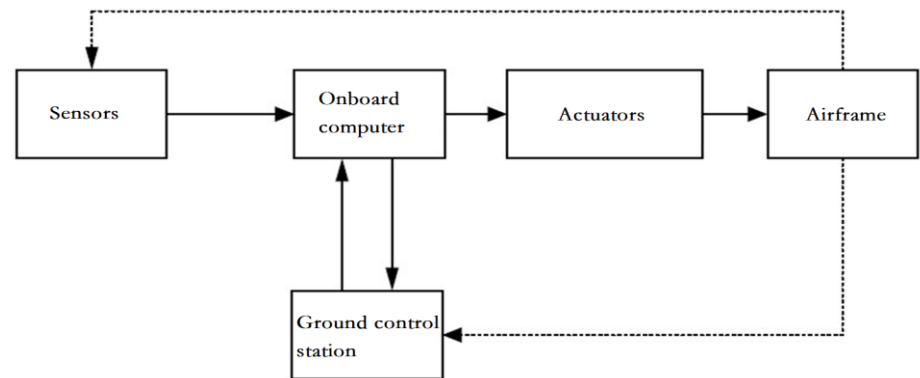 Sensors
Onboard
computer
Actuators
Airframe
Ground control
station